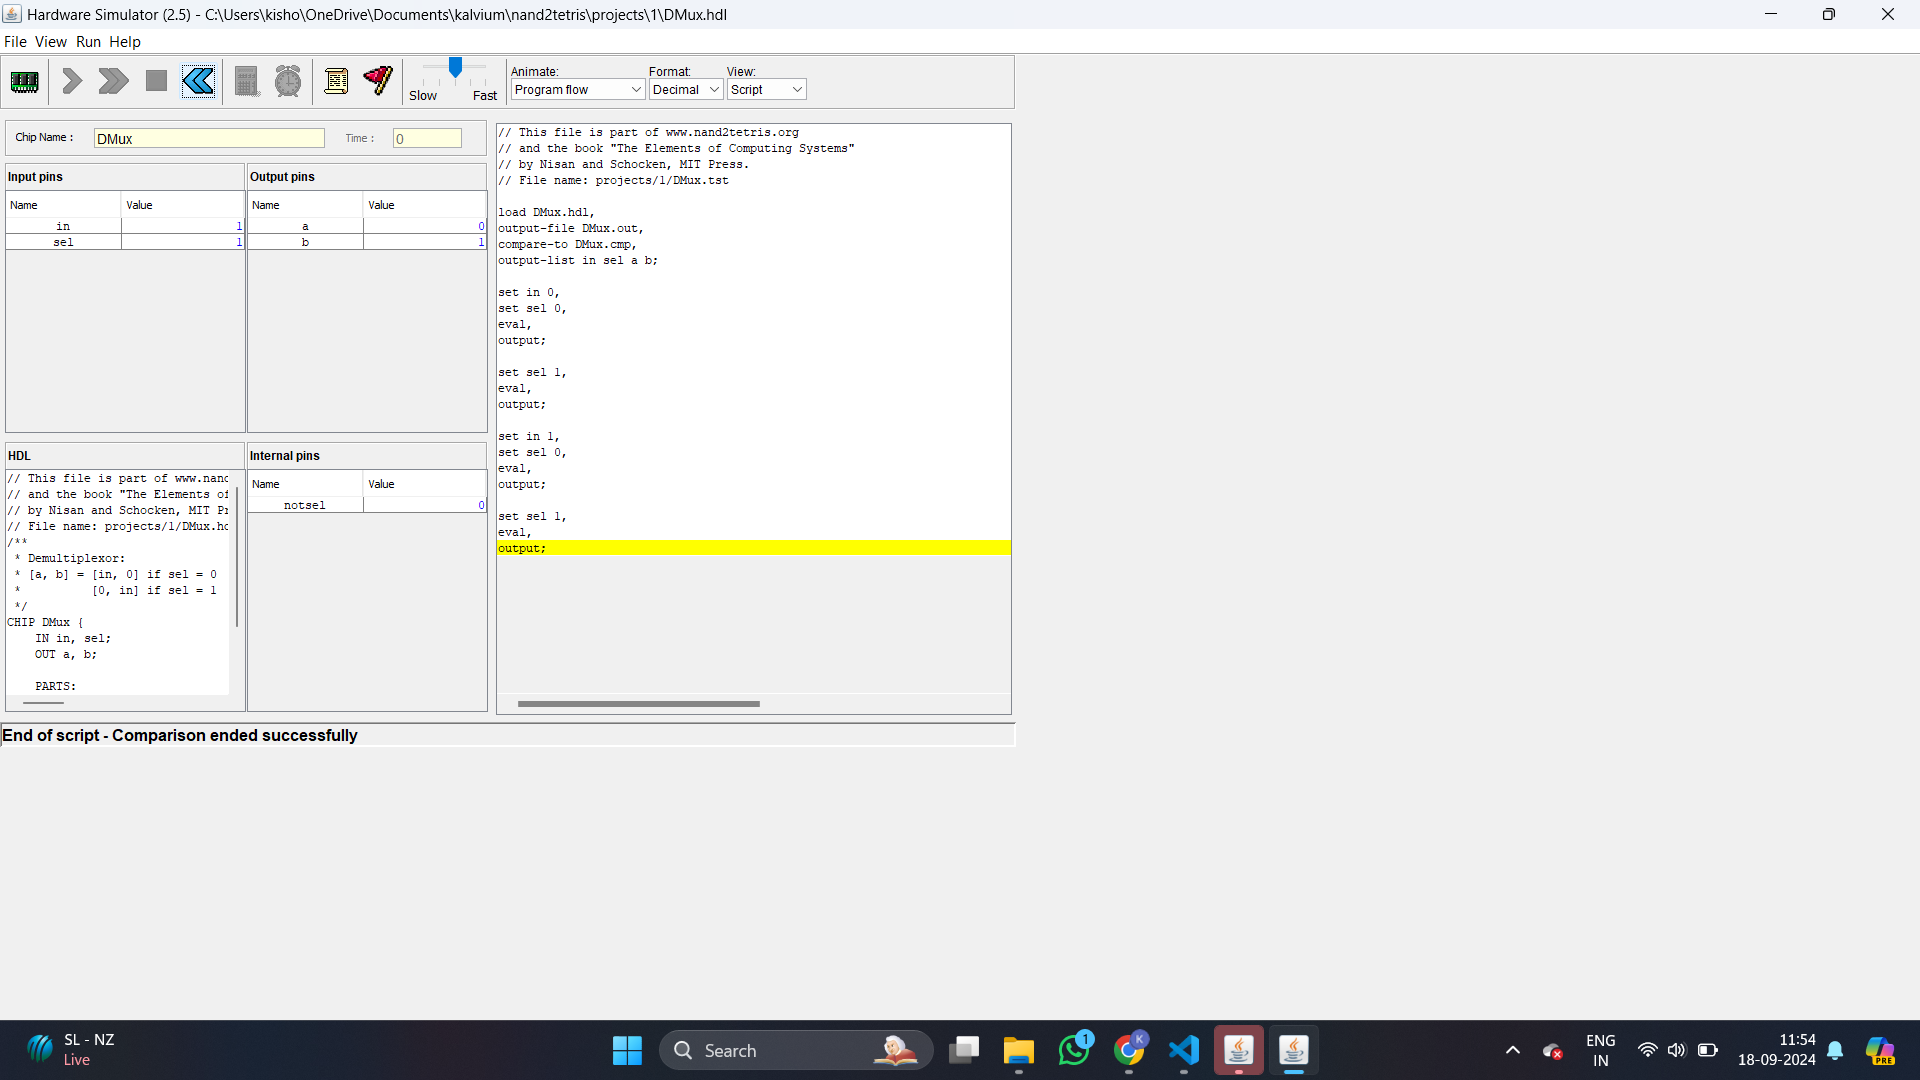 Hardware Simulator (2.5) - C:\Users\kisho\OneDrive\Documents\kalvium\nand2tetris\projects\1\DMux.hdl
File View Run Help
Slow Fast
Animate: Format: View:
Program flow Decimal Script
Chip Name : DMux Time : 0
Input pins
Name Value
in 1
sel 1
Output pins
Name Value
a 0
b 1
HDL
// This file is part of www.nand
// and the book "The Elements of
// by Nisan and Schocken, MIT Pr
// File name: projects/1/DMux.hd
/**
* Demultiplexor:
* [a, b] = [in, 0] if sel = 0
* [0, in] if sel = 1
*/
CHIP DMux {
IN in, sel;
OUT a, b;
PARTS:
Internal pins
Name Value
notsel 0
// This file is part of www.nand2tetris.org
// and the book "The Elements of Computing Systems"
// by Nisan and Schocken, MIT Press.
// File name: projects/1/DMux.tst
load DMux.hdl,
output-file DMux.out,
compare-to DMux.cmp,
output-list in sel a b;
set in 0,
set sel 0,
eval,
output;
set sel 1,
eval,
output;
set in 1,
set sel 0,
eval,
output;
set sel 1,
eval,
output;
End of script - Comparison ended successfully
SL - NZ
Live
Search
1
K
ENG
IN
11:54
18-09-2024
PRE